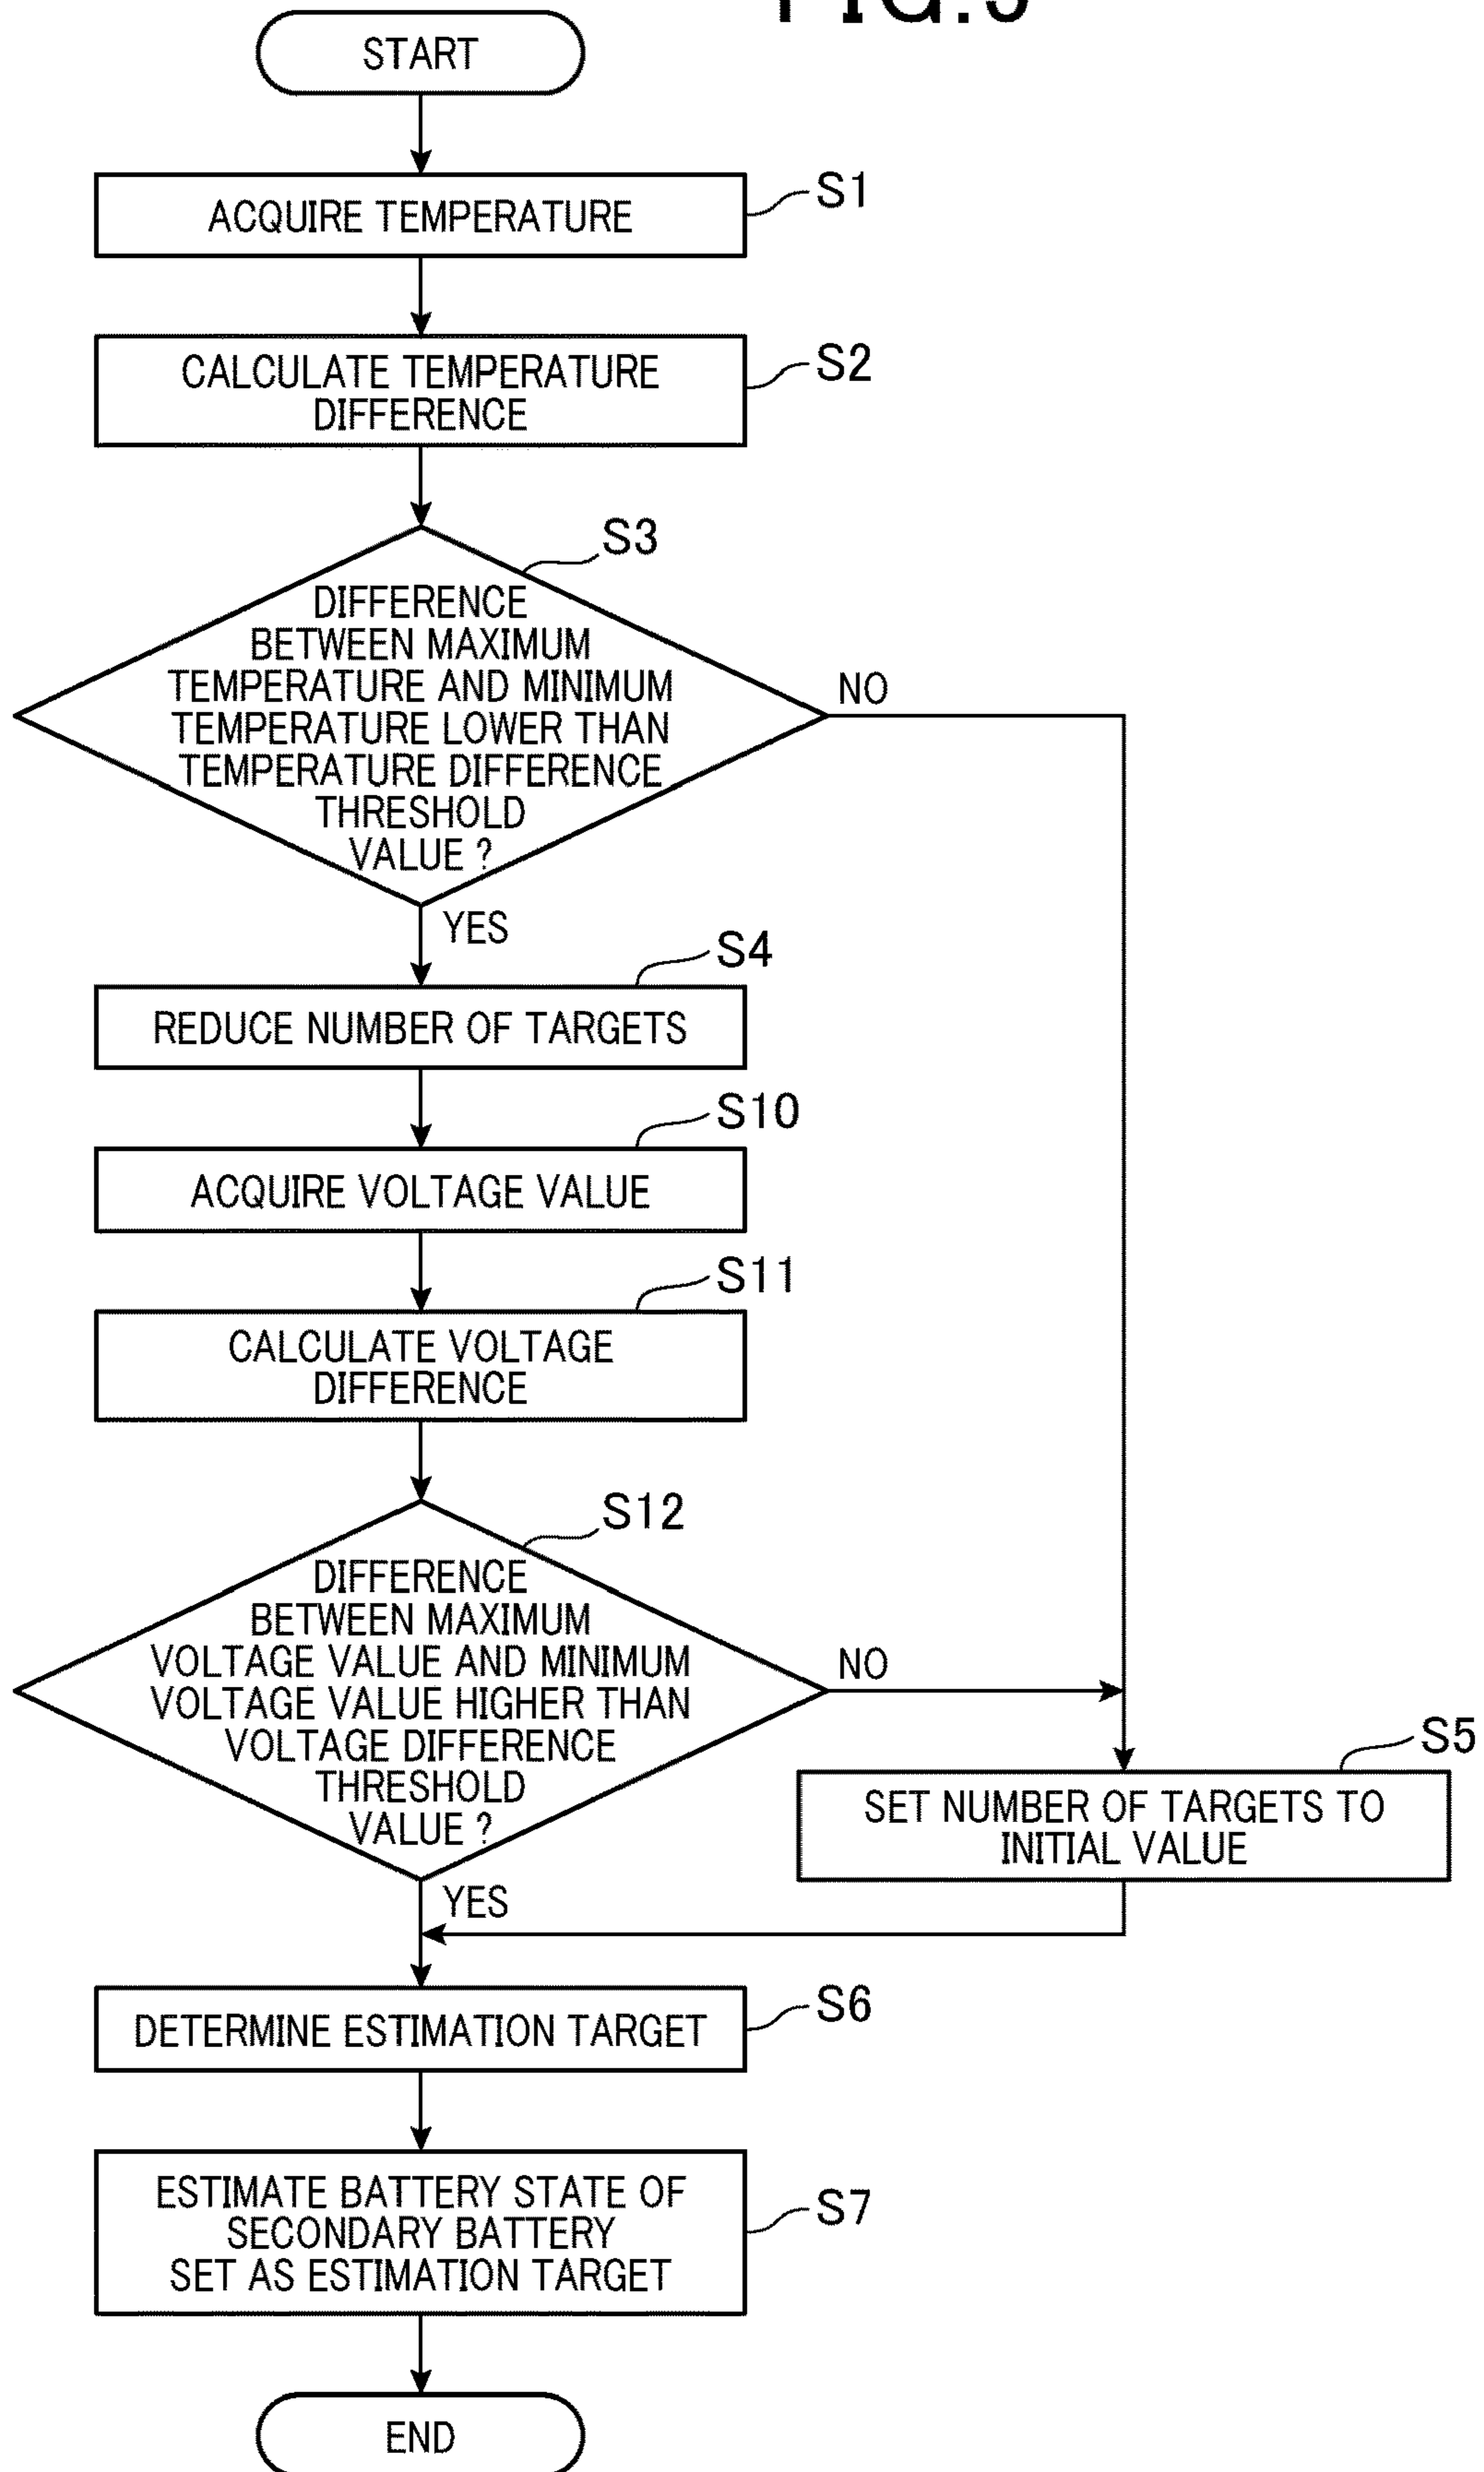 START
ACQUIRE TEMPERATURE
S1
CALCULATE TEMPERATURE
DIFFERENCE
S2
S3
DIFFERENCE
BETWEEN MAXIMUM
TEMPERATURE AND MINIMUM
TEMPERATURE LOWER THAN
TEMPERATURE DIFFERENCE
THRESHOLD
VALUE ?
NO
YES
S4
REDUCE NUMBER OF TARGETS
S10
ACQUIRE VOLTAGE VALUE
S11
CALCULATE VOLTAGE
DIFFERENCE
S12
DIFFERENCE
BETWEEN MAXIMUM
VOLTAGE VALUE AND MINIMUM
VOLTAGE VALUE HIGHER THAN
VOLTAGE DIFFERENCE
THRESHOLD
VALUE ?
NO
S5
SET NUMBER OF TARGETS TO
INITIAL VALUE
YES
DETERMINE ESTIMATION TARGET
S6
ESTIMATE BATTERY STATE OF
SECONDARY BATTERY
SET AS ESTIMATION TARGET
S7
END